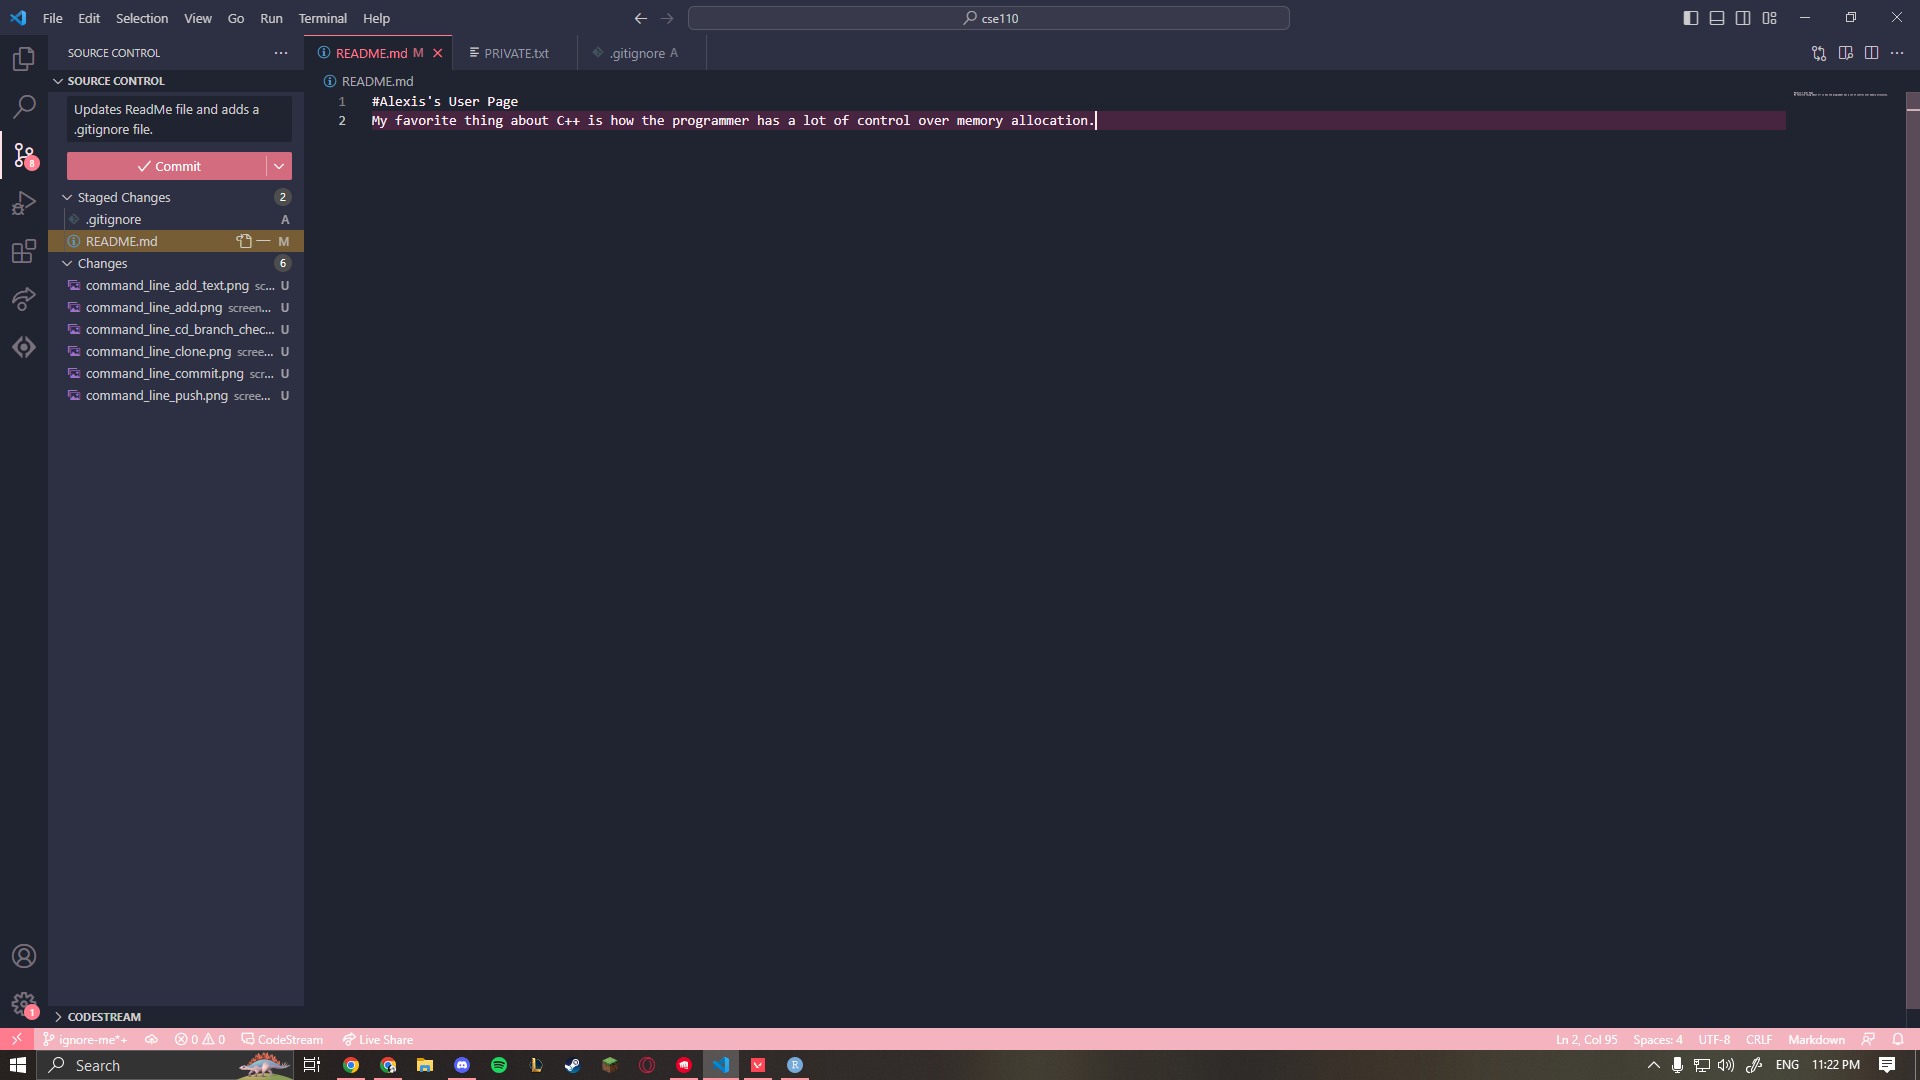 File Edit Selection View Go Run Terminal Help
cse110
SOURCE CONTROL
README.md M
PRIVATE.txt
.gitignore A
SOURCE CONTROL
README.md
Updates ReadMe file and adds a
.gitignore file.
Commit
Staged Changes 2
.gitignore A
README.md M
Changes 6
command_line_add_text.png sc... U
command_line_add.png screen... U
command_line_cd_branch_chec... U
command_line_clone.png scree... U
command_line_commit.png scr... U
command_line_push.png scree... U
1 #Alexis's User Page
2 My favorite thing about C++ is how the programmer has a lot of control over memory allocation.
8
1
CODESTREAM
ignore-me*+ 0 0 CodeStream Live Share Ln 2, Col 95 Spaces: 4 UTF-8 CRLF Markdown
Search ENG 11:22 PM